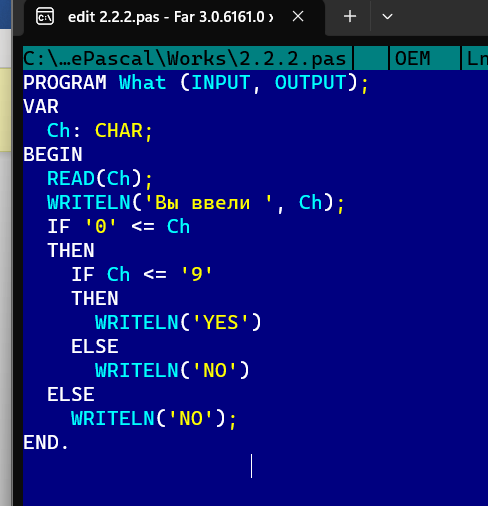 edit 2.2.2.pas - Far 3.0.6161.0 x
C:\…ePascal\Works\2.2.2.pas OEM Ln
PROGRAM What (INPUT, OUTPUT);
VAR
  Ch: CHAR;
BEGIN
  READ(Ch);
  WRITELN('Вы ввели ', Ch);
  IF '0' <= Ch
  THEN
    IF Ch <= '9'
    THEN
      WRITELN('YES')
    ELSE
      WRITELN('NO')
  ELSE
    WRITELN('NO');
END.